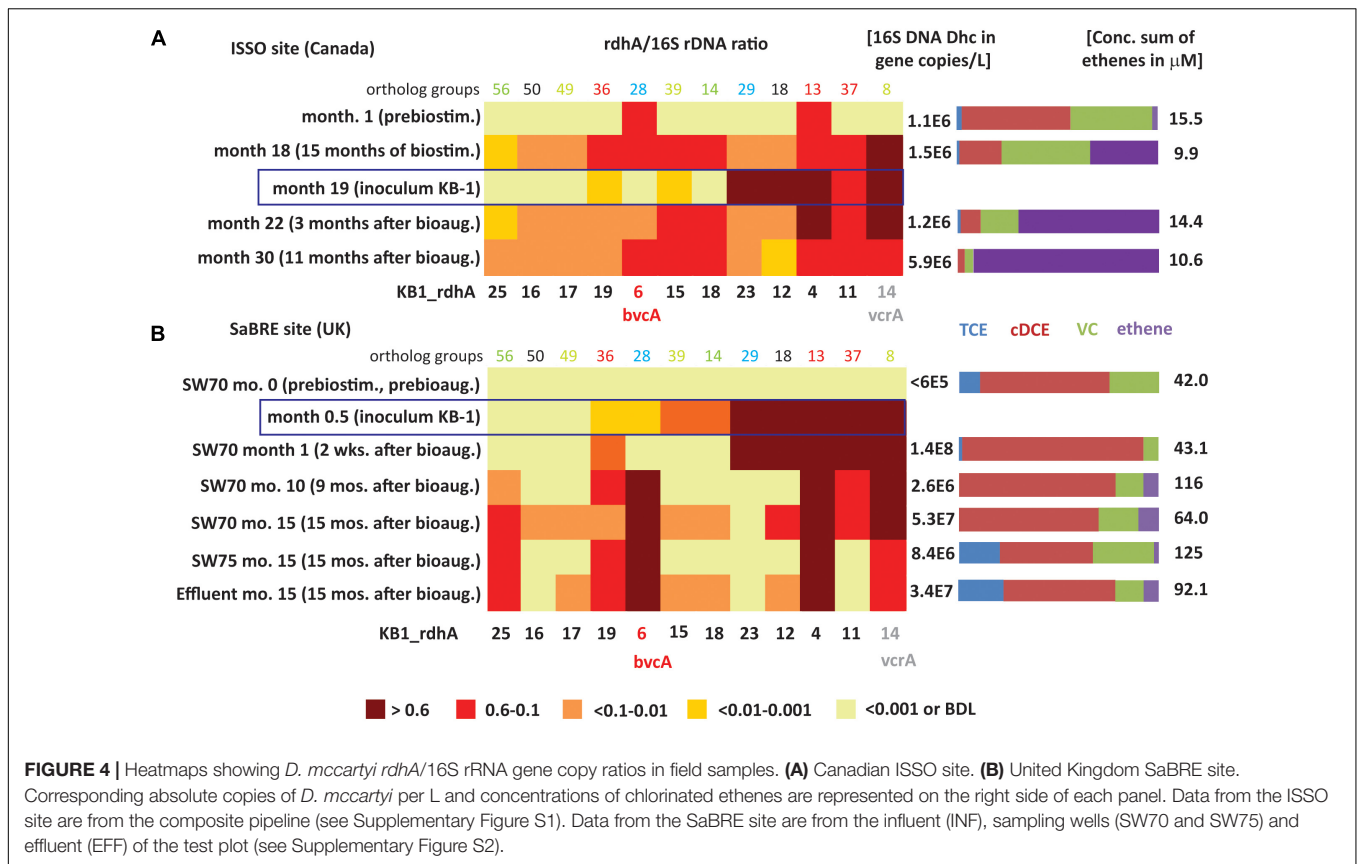 A
ISSO site (Canada)
rdhA/16S rDNA ratio
[16S DNA Dhc in
gene copies/L]
[Conc. sum of
ethenes in µM]
ortholog groups 56 50 49 36 28 39 14 29 18 13 37 8
month. 1 (prebiostim.) 1.1E6 15.5
month 18 (15 months of biostim.) 1.5E6 9.9
month 19 (inoculum KB-1)
month 22 (3 months after bioaug.) 1.2E6 14.4
month 30 (11 months after bioaug.) 5.9E6 10.6
KB1_rdhA 25 16 17 19 6 15 18 23 12 4 11 14
bvcA vcrA
B
SaBRE site (UK)
TCE cDCE VC ethene
ortholog groups 56 50 49 36 28 39 14 29 18 13 37 8
SW70 mo. 0 (prebiostim., prebioaug.) <6E5 42.0
month 0.5 (inoculum KB-1)
SW70 month 1 (2 wks. after bioaug.) 1.4E8 43.1
SW70 mo. 10 (9 mos. after bioaug.) 2.6E6 116
SW70 mo. 15 (15 mos. after bioaug.) 5.3E7 64.0
SW75 mo. 15 (15 mos. after bioaug.) 8.4E6 125
Effluent mo. 15 (15 mos. after bioaug.) 3.4E7 92.1
KB1_rdhA 25 16 17 19 6 15 18 23 12 4 11 14
bvcA vcrA
> 0.6 0.6-0.1 <0.1-0.01 <0.01-0.001 <0.001 or BDL
FIGURE 4 | Heatmaps showing D. mccartyi rdhA/16S rRNA gene copy ratios in field samples. (A) Canadian ISSO site. (B) United Kingdom SaBRE site.
Corresponding absolute copies of D. mccartyi per L and concentrations of chlorinated ethenes are represented on the right side of each panel. Data from the ISSO
site are from the composite pipeline (see Supplementary Figure S1). Data from the SaBRE site are from the influent (INF), sampling wells (SW70 and SW75) and
effluent (EFF) of the test plot (see Supplementary Figure S2).